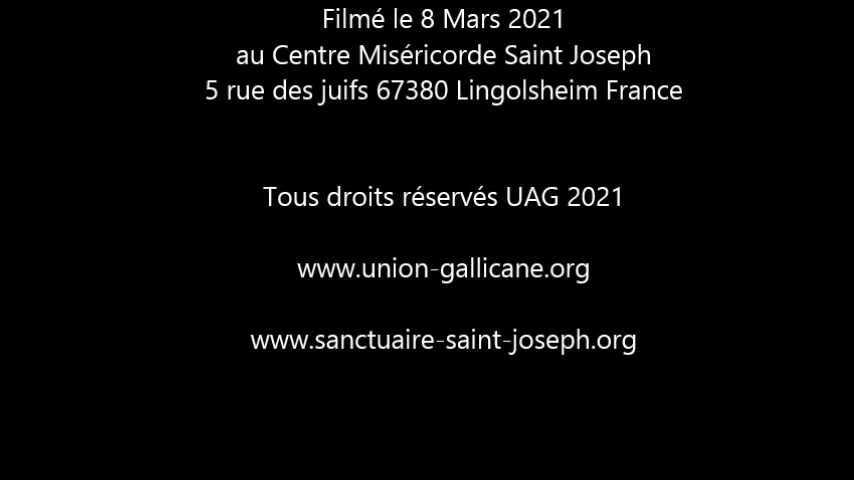 Filmé le 8 Mars 2021
au Centre Miséricorde Saint Joseph
5 rue des juifs 67380 Lingolsheim France
Tous droits réservés UAG 2021
www.union-gallicane.org
www.sanctuaire-saint-joseph.org